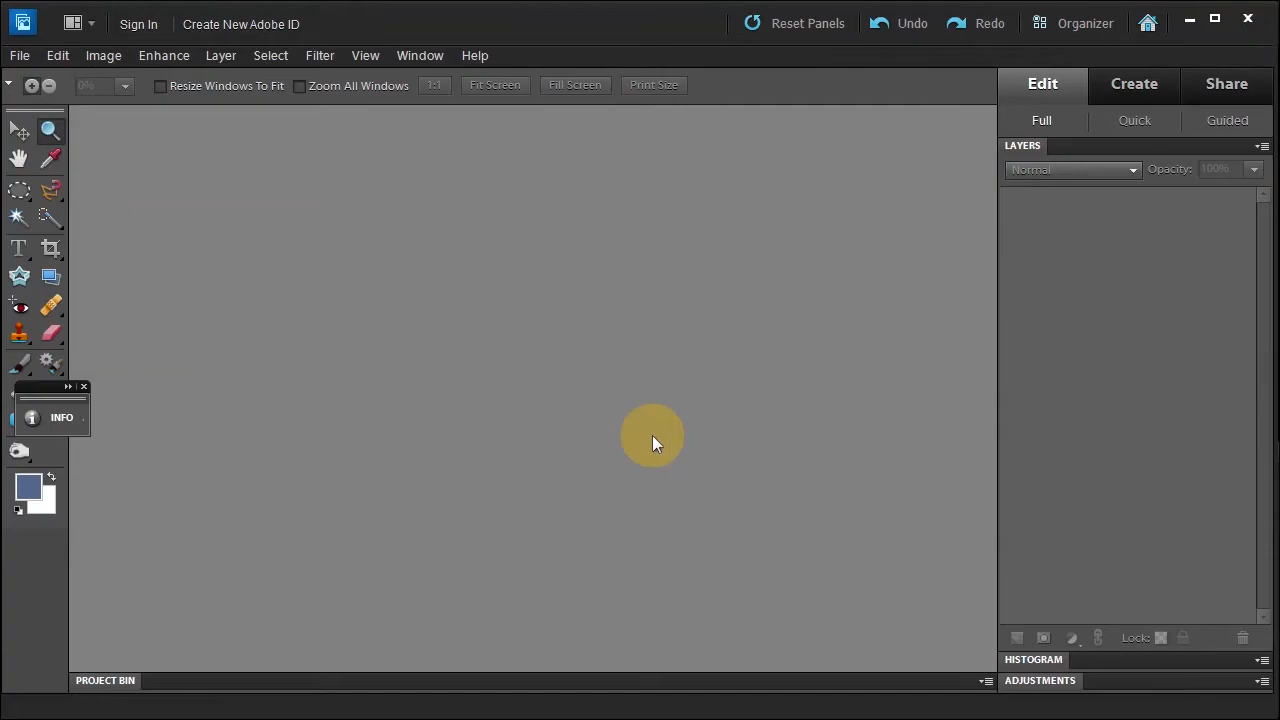 Sign In Create New Adobe ID Reset Panels Undo Redo Organizer
File Edit Image Enhance Layer Select Filter View Window Help
0% Resize Windows To Fit Zoom All Windows 1:1 Fit Screen Fill Screen Print Size
Edit Create Share
Full Quick Guided
LAYERS
Normal Opacity: 100%
T
INFO
Lock:
HISTOGRAM
PROJECT BIN
ADJUSTMENTS